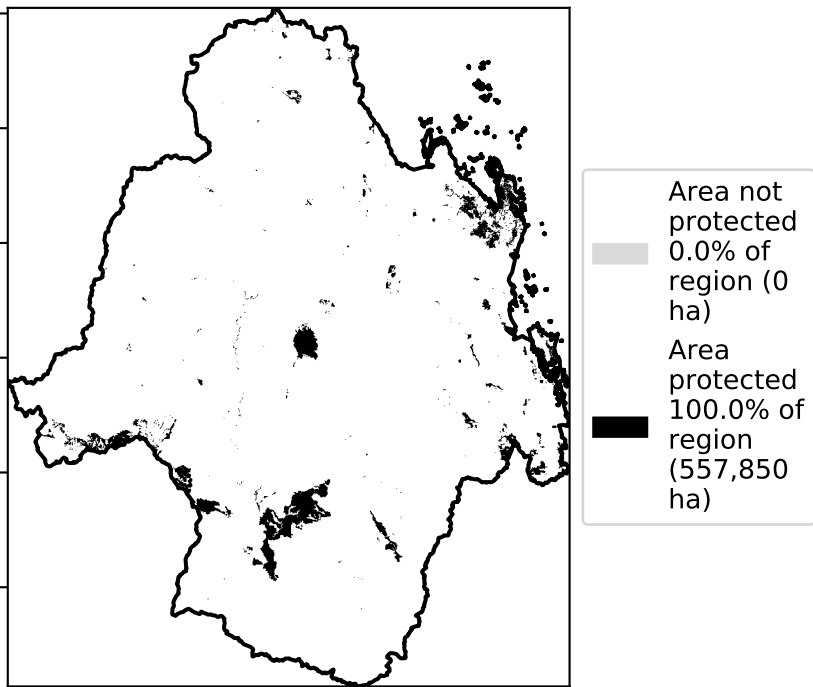 Area not
protected
0.0% of
region (0
ha)
Area
protected
100.0% of
region
(557,850
ha)